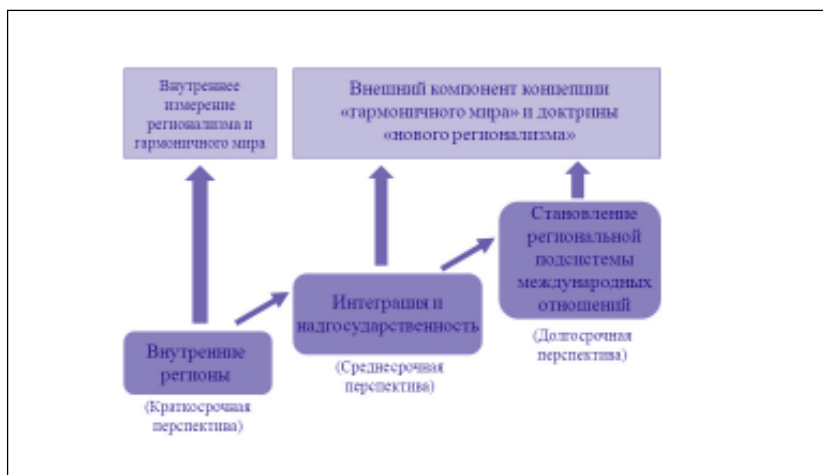 Внутреннее
измерение
регионализма и
гармоничного мира
Внешний компонент концепции
«гармоничного мира» и доктрины
«нового регионализма»
Становление
региональной
подсистемы
международных
отношений
(Долгосрочная
перспектива)
Интеграция и
надгосударственность
(Среднесрочная
перспектива)
Внутренние
регионы
(Краткосрочная
перспектива)